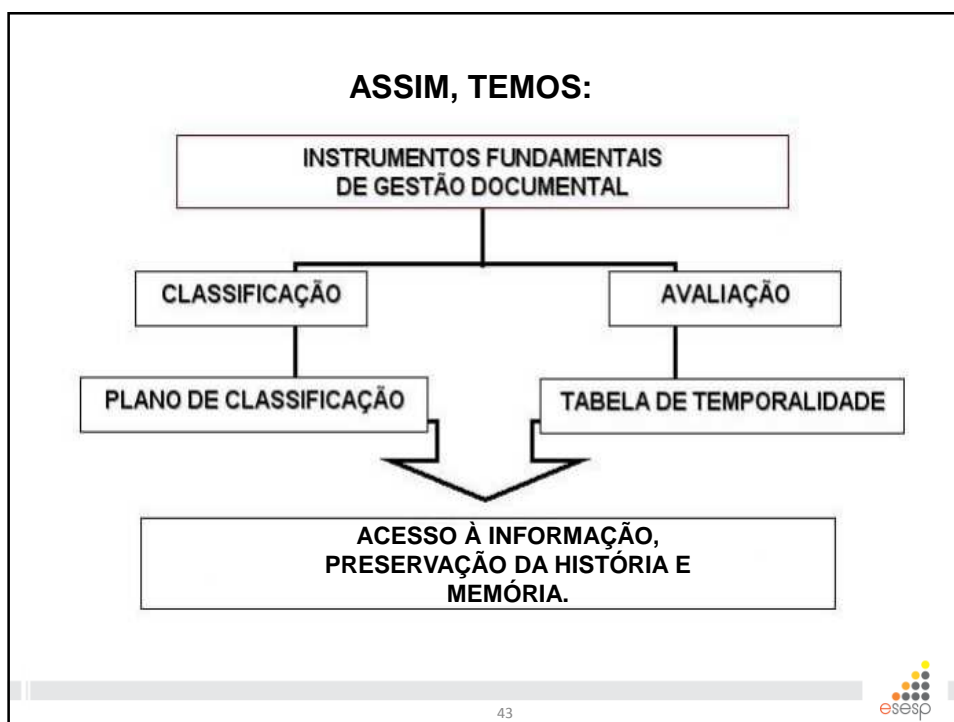 ASSIM, TEMOS:
INSTRUMENTOS FUNDAMENTAIS
DE GESTÃO DOCUMENTAL
CLASSIFICAÇÃO
AVALIAÇÃO
PLANO DE CLASSIFICAÇÃO
TABELA DE TEMPORALIDADE
ACESSO À INFORMAÇÃO,
PRESERVAÇÃO DA HISTÓRIA E
MEMÓRIA.
43
esesp